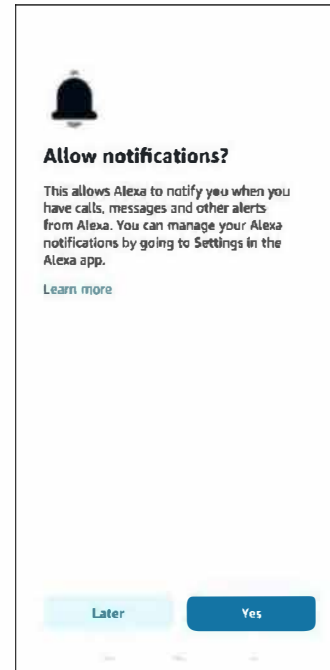 Allow notifications?
This allows Alexa to notify you when you
have calls, messages and other alerts
from Alexa. You can manage your Alexa
notifications by going to Settings in the
Alexa app.
Learn more
Later
Yes